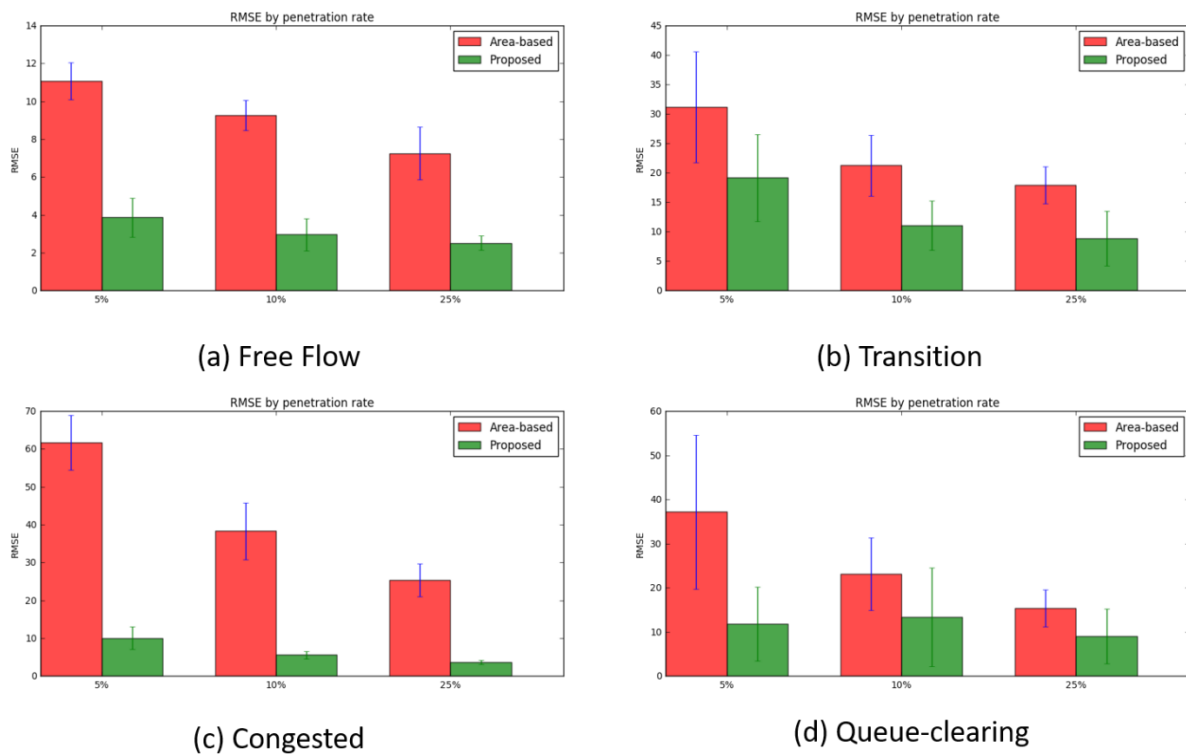 RMSE by penetration rate
14
12
10
8
6
4
2
0
RMSE
Area-based
Proposed
5%
10%
25%
(a) Free Flow
RMSE by penetration rate
45
40
35
30
25
20
15
10
5
0
RMSE
Area-based
Proposed
5%
10%
25%
(b) Transition
RMSE by penetration rate
70
60
50
40
30
20
10
0
RMSE
Area-based
Proposed
5%
10%
25%
(c) Congested
RMSE by penetration rate
60
50
40
30
20
10
0
RMSE
Area-based
Proposed
5%
10%
25%
(d) Queue-clearing